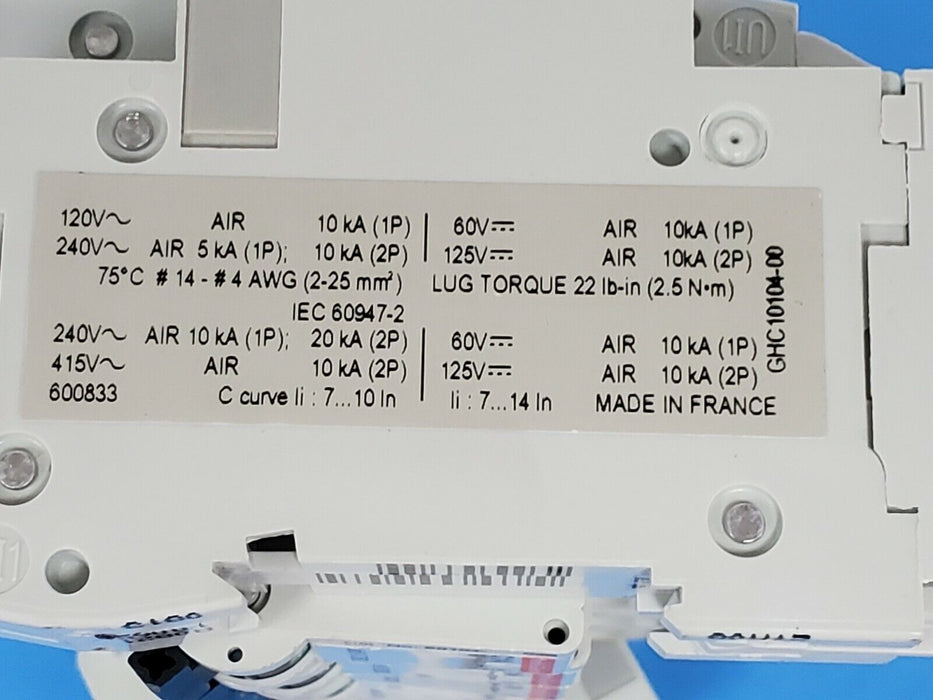 120V～ AIR 10 kA (1P) 60V⎓ AIR 10kA (1P)
240V～ AIR 5 kA (1P); 10 kA (2P) 125V⎓ AIR 10kA (2P)
75°C # 14 - # 4 AWG (2-25 mm²) LUG TORQUE 22 lb-in (2.5 N•m)
IEC 60947-2
240V～ AIR 10 kA (1P); 20 kA (2P) 60V⎓ AIR 10 kA (1P)
415V～ AIR 10 kA (2P) 125V⎓ AIR 10 kA (2P)
600833 C curve Ii : 7...10 In Ii : 7...14 In MADE IN FRANCE
GHC10104-00